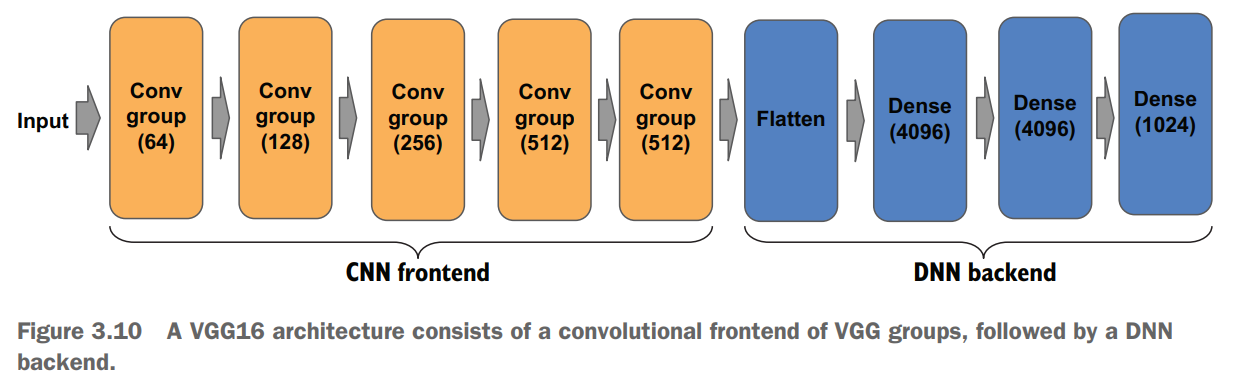 Input
Conv
group
(64)
Conv
group
(128)
Conv
group
(256)
Conv
group
(512)
Conv
group
(512)
Flatten
Dense
(4096)
Dense
(4096)
Dense
(1024)
CNN frontend
DNN backend
Figure 3.10 A VGG16 architecture consists of a convolutional frontend of VGG groups, followed by a DNN
backend.